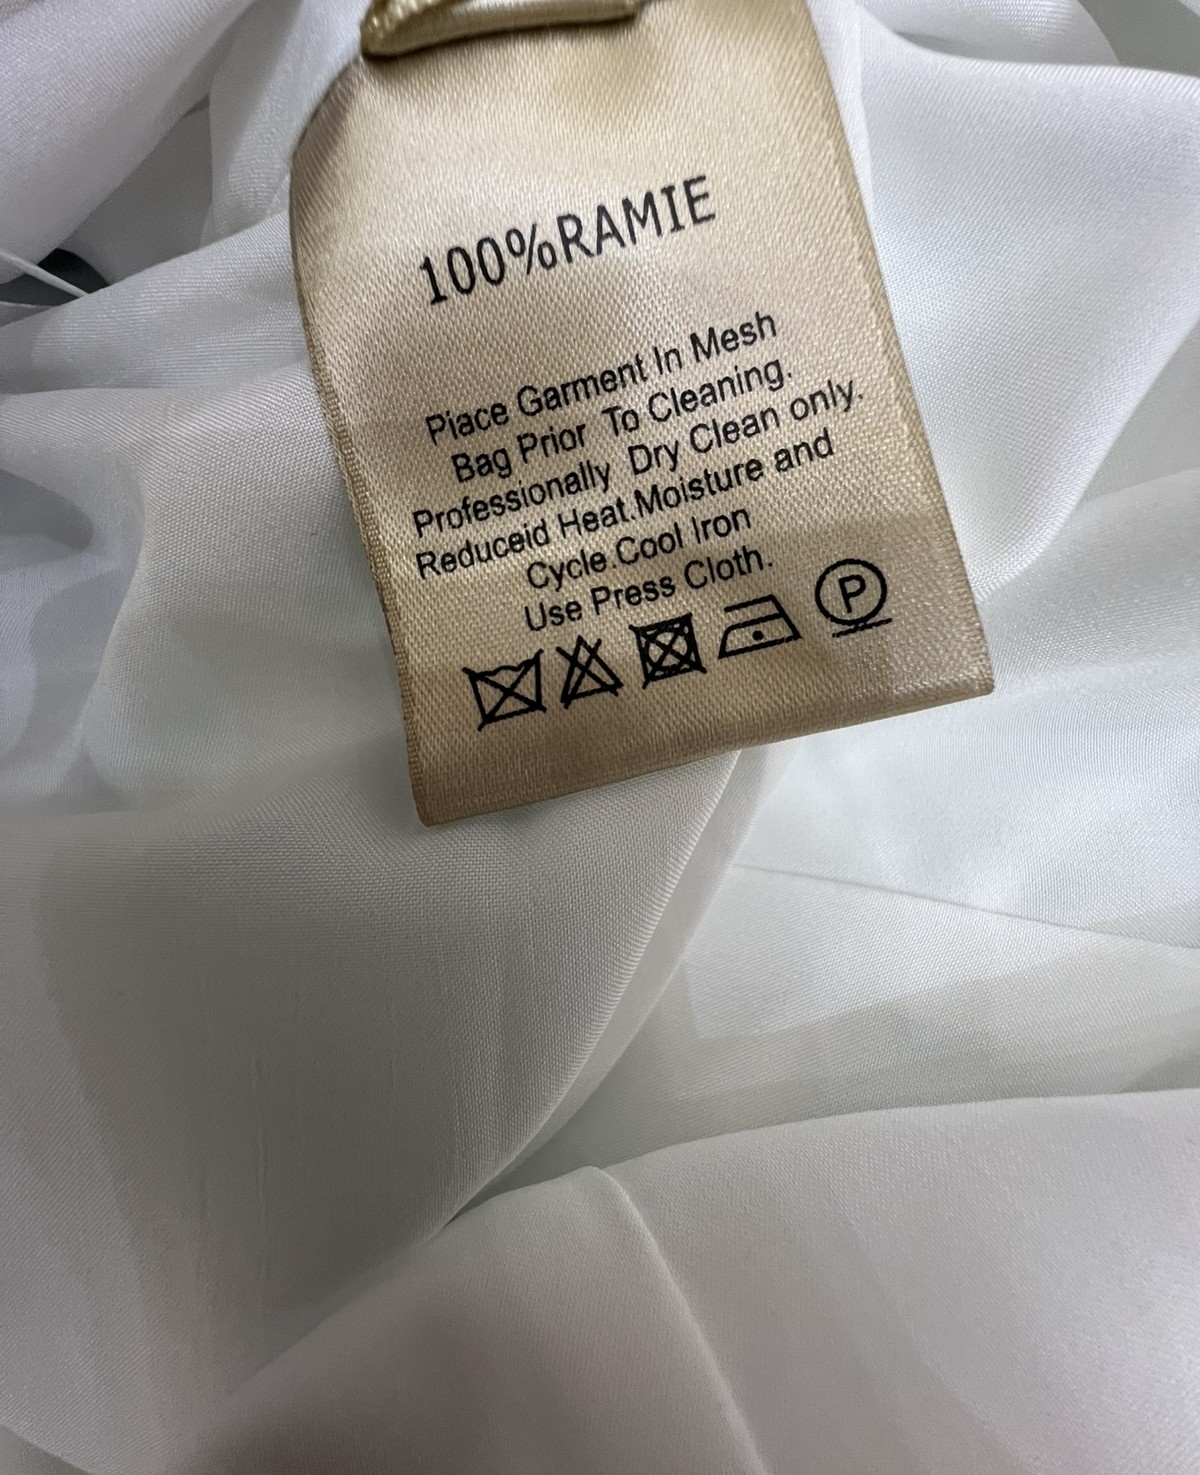 100%RAMIE
Piace Garment In Mesh
Bag Prior To Cleaning.
Professionally Dry Clean only.
Reduceid Heat.Moisture and
Cycle.Cool Iron
Use Press Cloth.
P